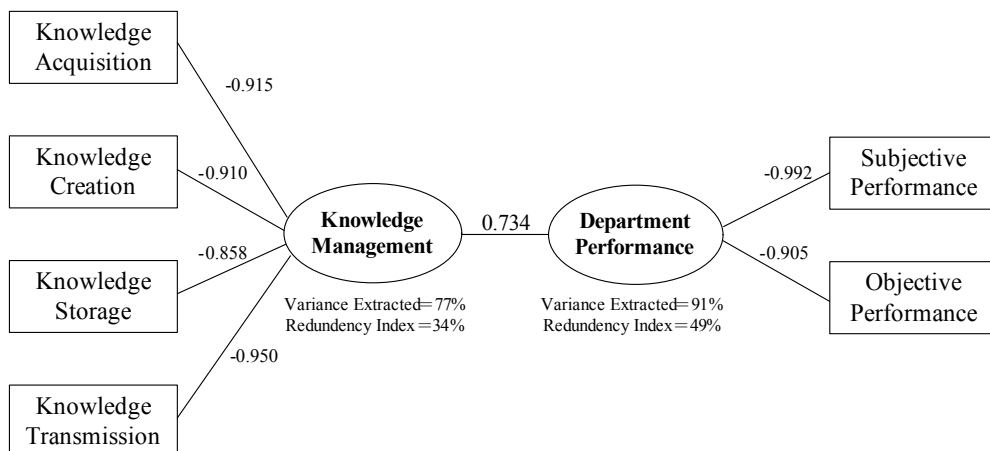 Knowledge
Acquisition
-0.915
Knowledge
Creation
-0.910
Knowledge
Storage
-0.858
Knowledge
Transmission
-0.950
Knowledge
Management
Variance Extracted=77%
Redundency Index=34%
0.734
Department
Performance
Variance Extracted=91%
Redundency Index=49%
-0.992
Subjective
Performance
-0.905
Objective
Performance